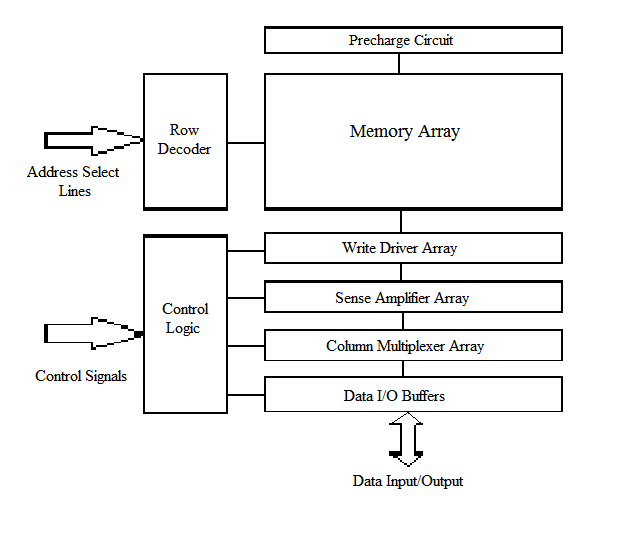 Precharge Circuit
Row
Decoder
Memory Array
Address Select
Lines
Write Driver Array
Sense Amplifier Array
Control
Logic
Column Multiplexer Array
Control Signals
Data I/O Buffers
Data Input/Output